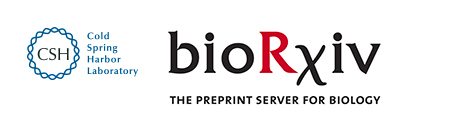 CSH
Cold
Spring
Harbor
Laboratory
bioRχiv
THE PREPRINT SERVER FOR BIOLOGY